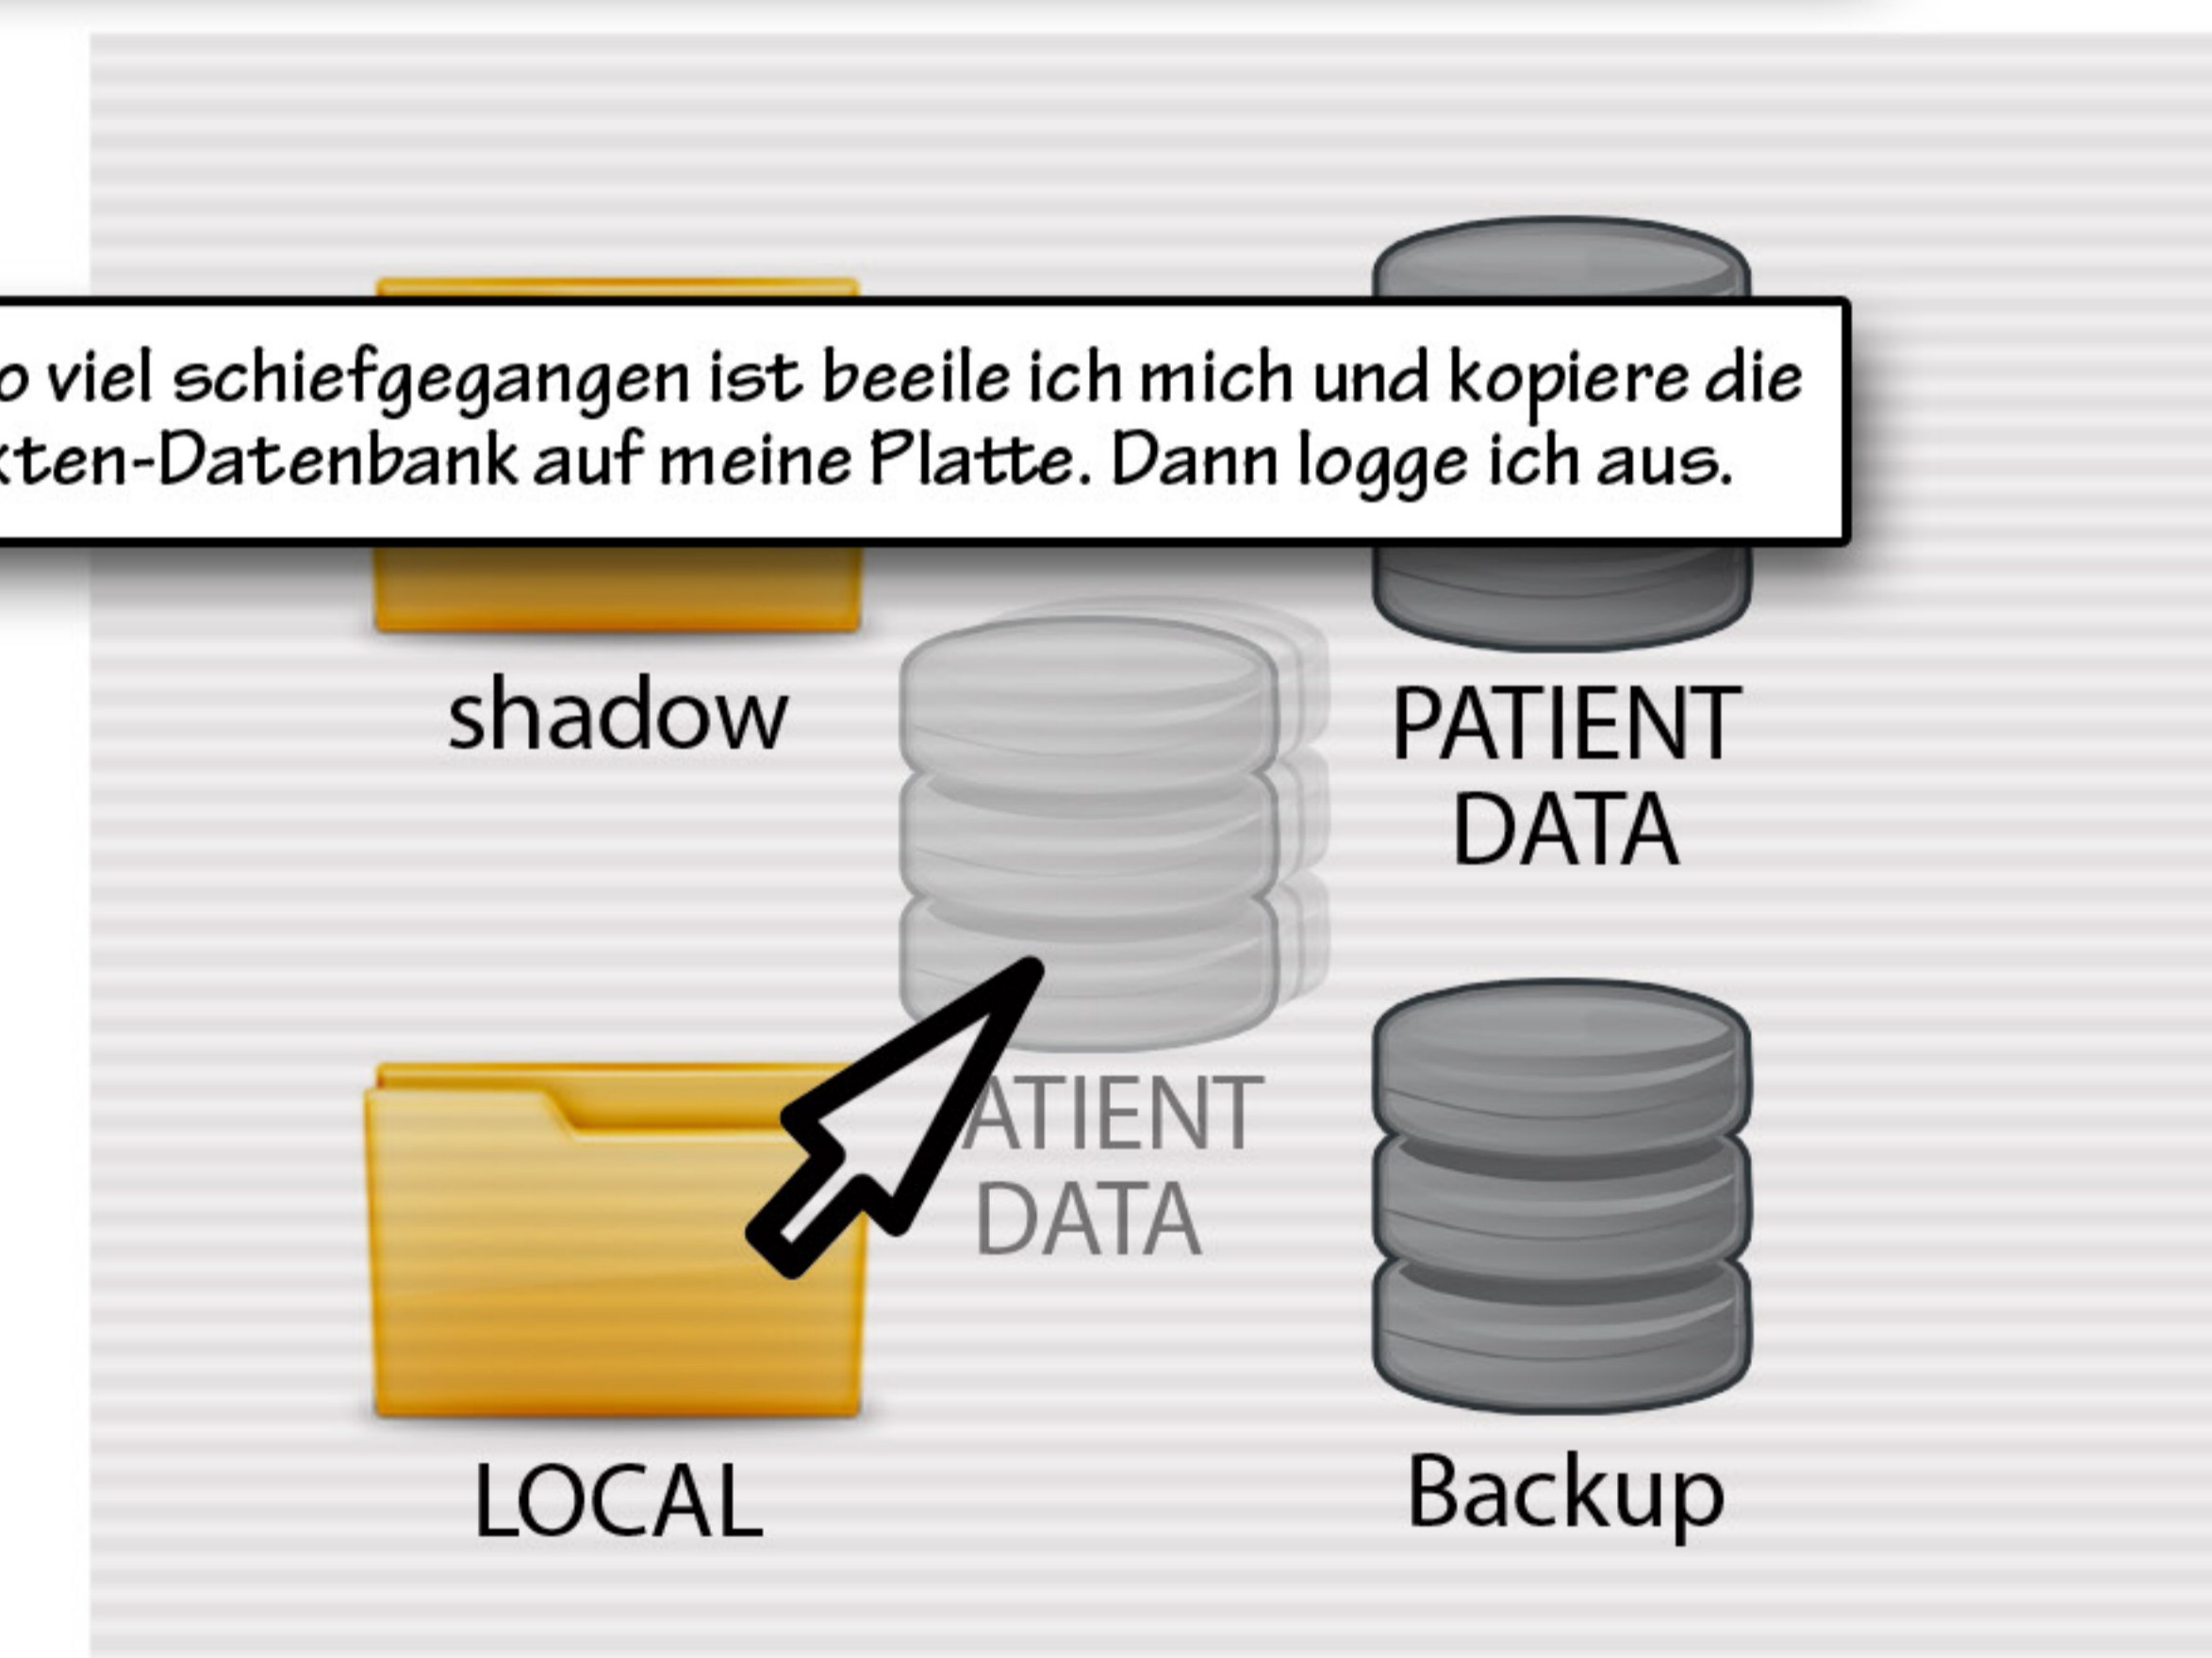 o viel schiefgegangen ist beeile ich mich und kopiere die
kten-Datenbank auf meine Platte. Dann logge ich aus.
shadow
PATIENT
DATA
ATIENT
DATA
LOCAL
Backup